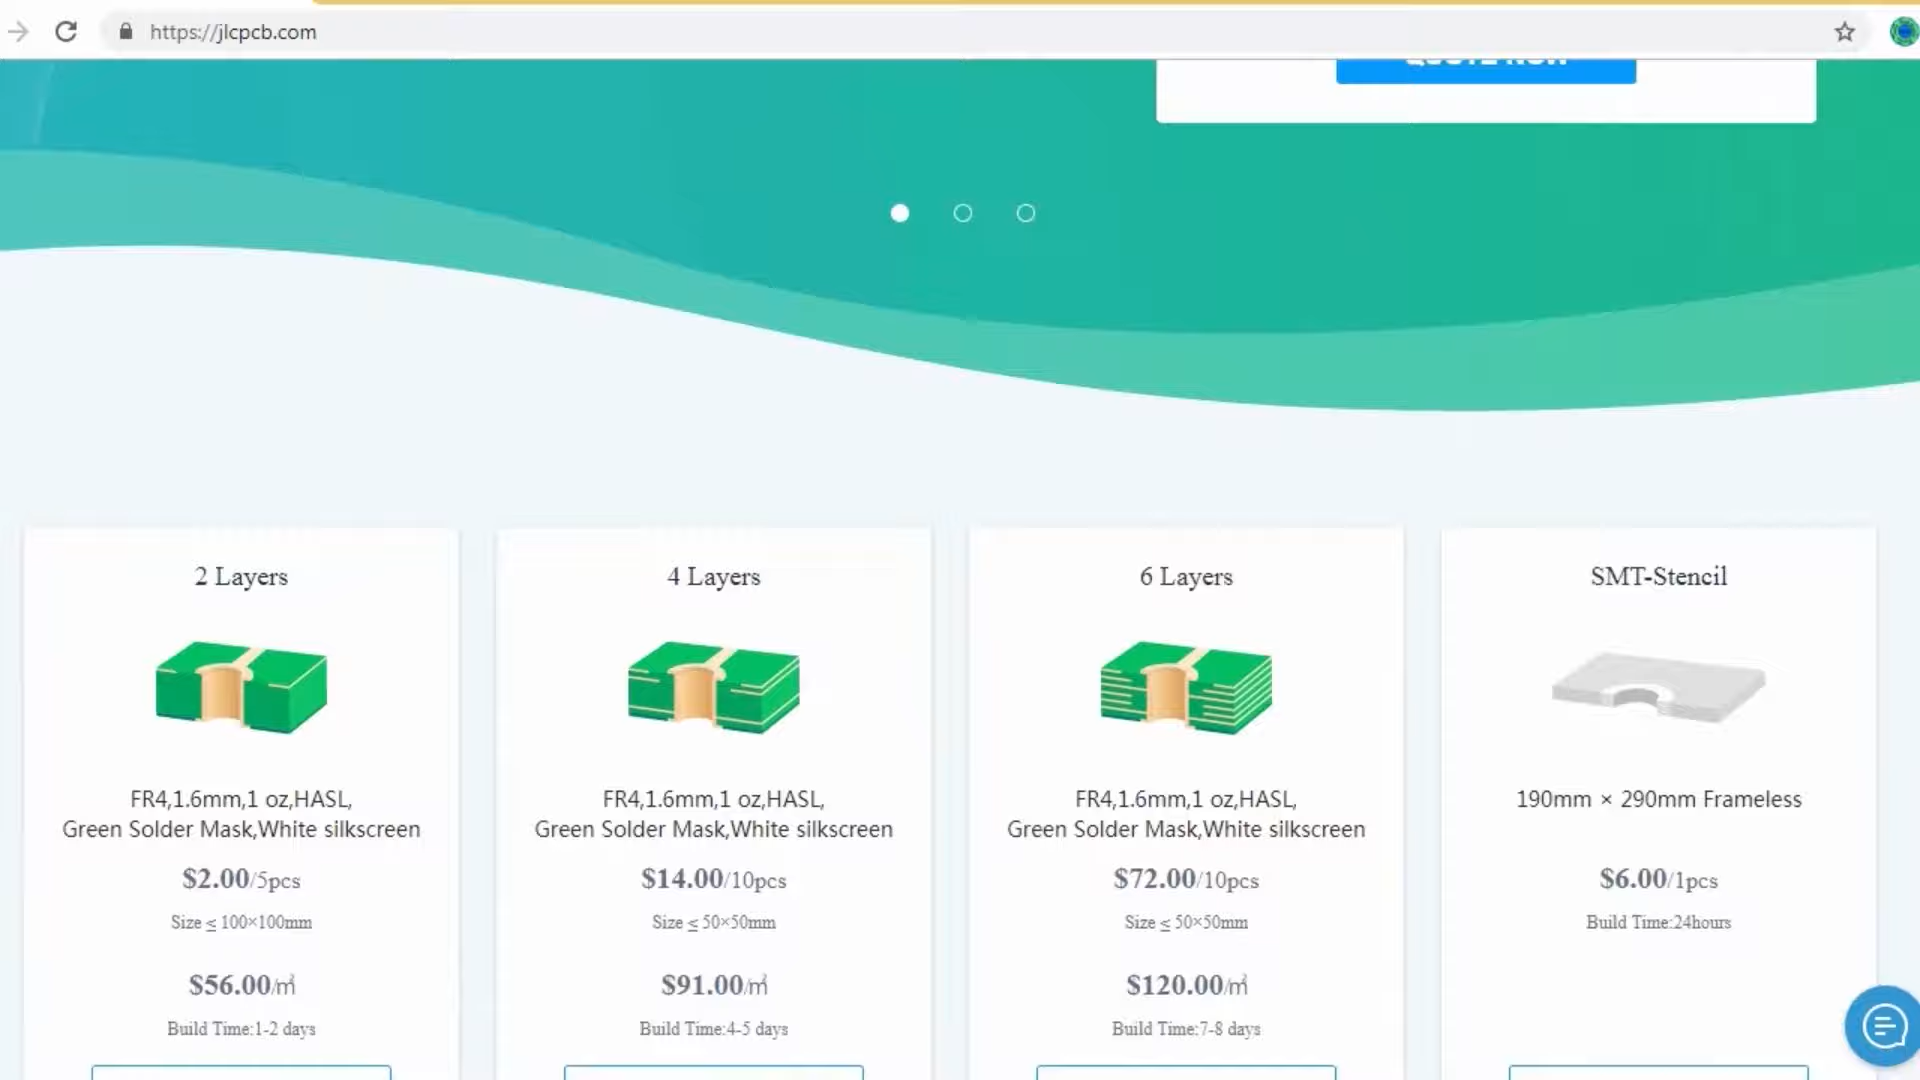 https://jlcpcb.com
QUOTE NOW
2 Layers
FR4,1.6mm,1 oz,HASL,
Green Solder Mask,White silkscreen
$2.00/5pcs
Size ≤ 100×100mm
$56.00/㎡
Build Time:1-2 days
4 Layers
FR4,1.6mm,1 oz,HASL,
Green Solder Mask,White silkscreen
$14.00/10pcs
Size ≤ 50×50mm
$91.00/㎡
Build Time:4-5 days
6 Layers
FR4,1.6mm,1 oz,HASL,
Green Solder Mask,White silkscreen
$72.00/10pcs
Size ≤ 50×50mm
$120.00/㎡
Build Time:7-8 days
SMT-Stencil
190mm × 290mm Frameless
$6.00/1pcs
Build Time:24hours